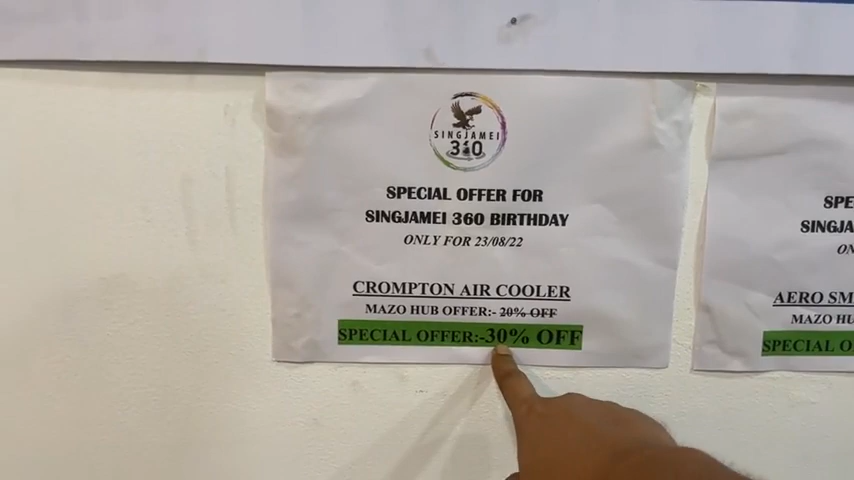 SINGJAMEI
360
SPECIAL OFFER FOR
SINGJAMEI 360 BIRTHDAY
ONLY FOR 23/08/22
CROMPTON AIR COOLER
MAZO HUB OFFER:- 20% OFF
SPECIAL OFFER:-30% OFF
SPE
SINGJA
ON
AERO SM
MAZO HU
SPECIAL O